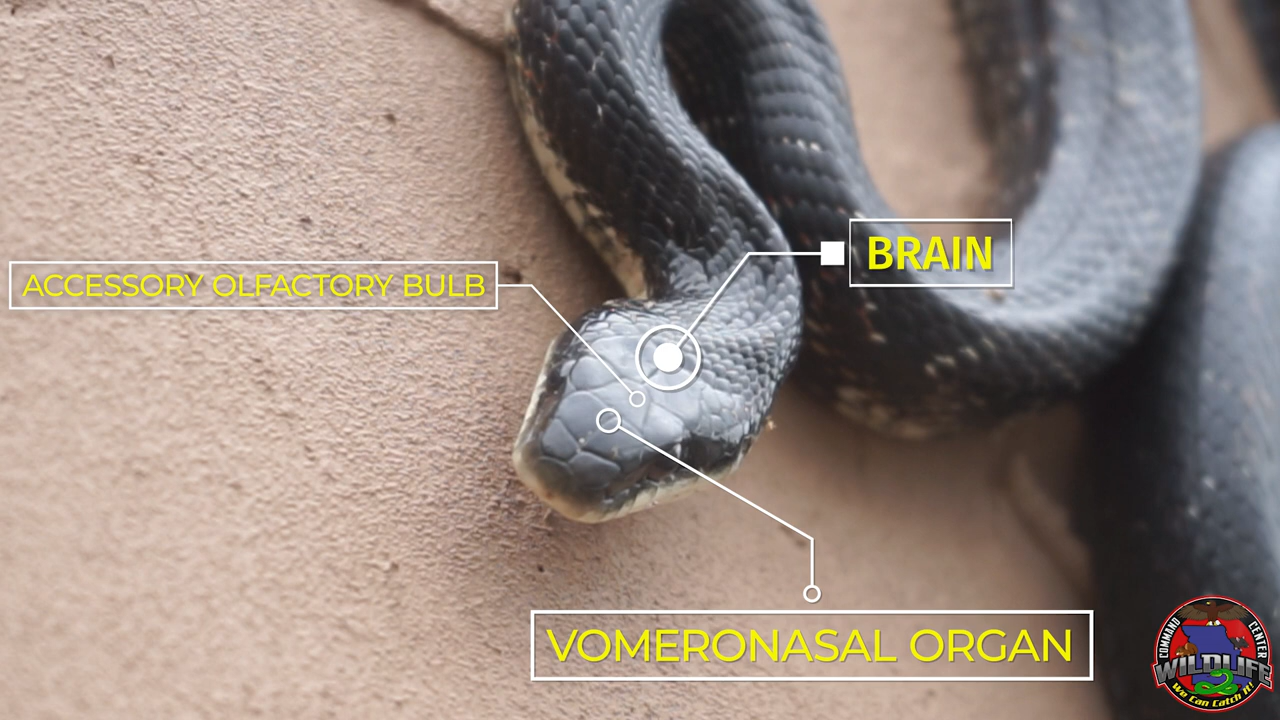 BRAIN
ACCESSORY OLFACTORY BULB
VOMERONASAL ORGAN
COMMAND CENTER
WILDLIFE
We Can Catch It!